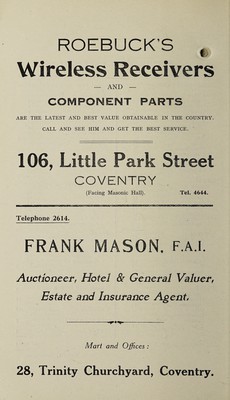 ROEBUCK'S
Wireless Receivers
— AND —
COMPONENT PARTS
ARE THE LATEST AND BEST VALUE OBTAINABLE IN THE COUNTRY.
CALL AND SEE HIM AND GET THE BEST SERVICE.
106, Little Park Street
COVENTRY
(Facing Masonic Hall). Tel. 4644.
Telephone 2614.
FRANK MASON, F.A.I.
Auctioneer, Hotel & General Valuer,
Estate and Insurance Agent.
Mart and Offices :
28, Trinity Churchyard, Coventry.